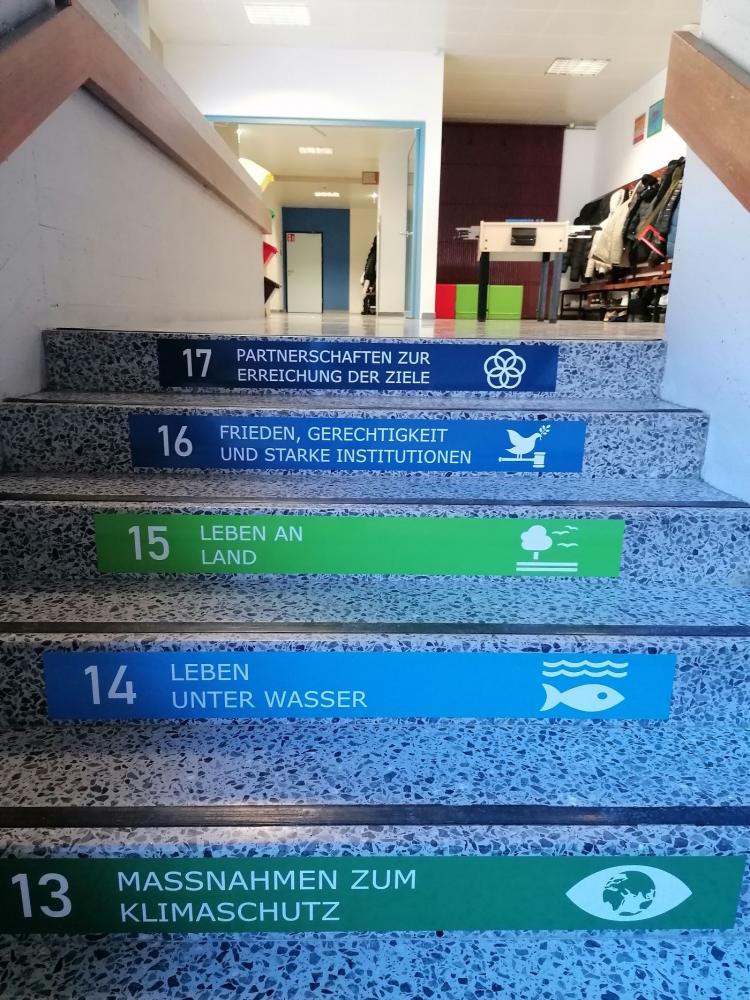 17 PARTNERSCHAFTEN ZUR
ERREICHUNG DER ZIELE
16 FRIEDEN, GERECHTIGKEIT
UND STARKE INSTITUTIONEN
15 LEBEN AN
LAND
14 LEBEN
UNTER WASSER
13 MASSNAHMEN ZUM
KLIMASCHUTZ